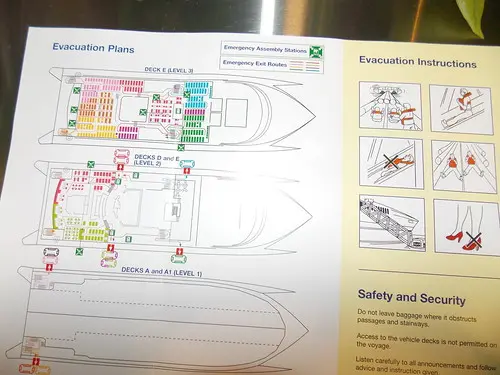 Evacuation Plans
Emergency Assembly Stations
Emergency Exit Routes
DECK E (LEVEL 3)
DECKS D and E
(LEVEL 2)
DECKS A and A1 (LEVEL 1)
Evacuation Instructions
Safety and Security
Do not leave baggage where it obstructs
passages and stairways.
Access to the vehicle decks is not permitted on
the voyage.
Listen carefully to all announcements and follow
advice and instruction given.